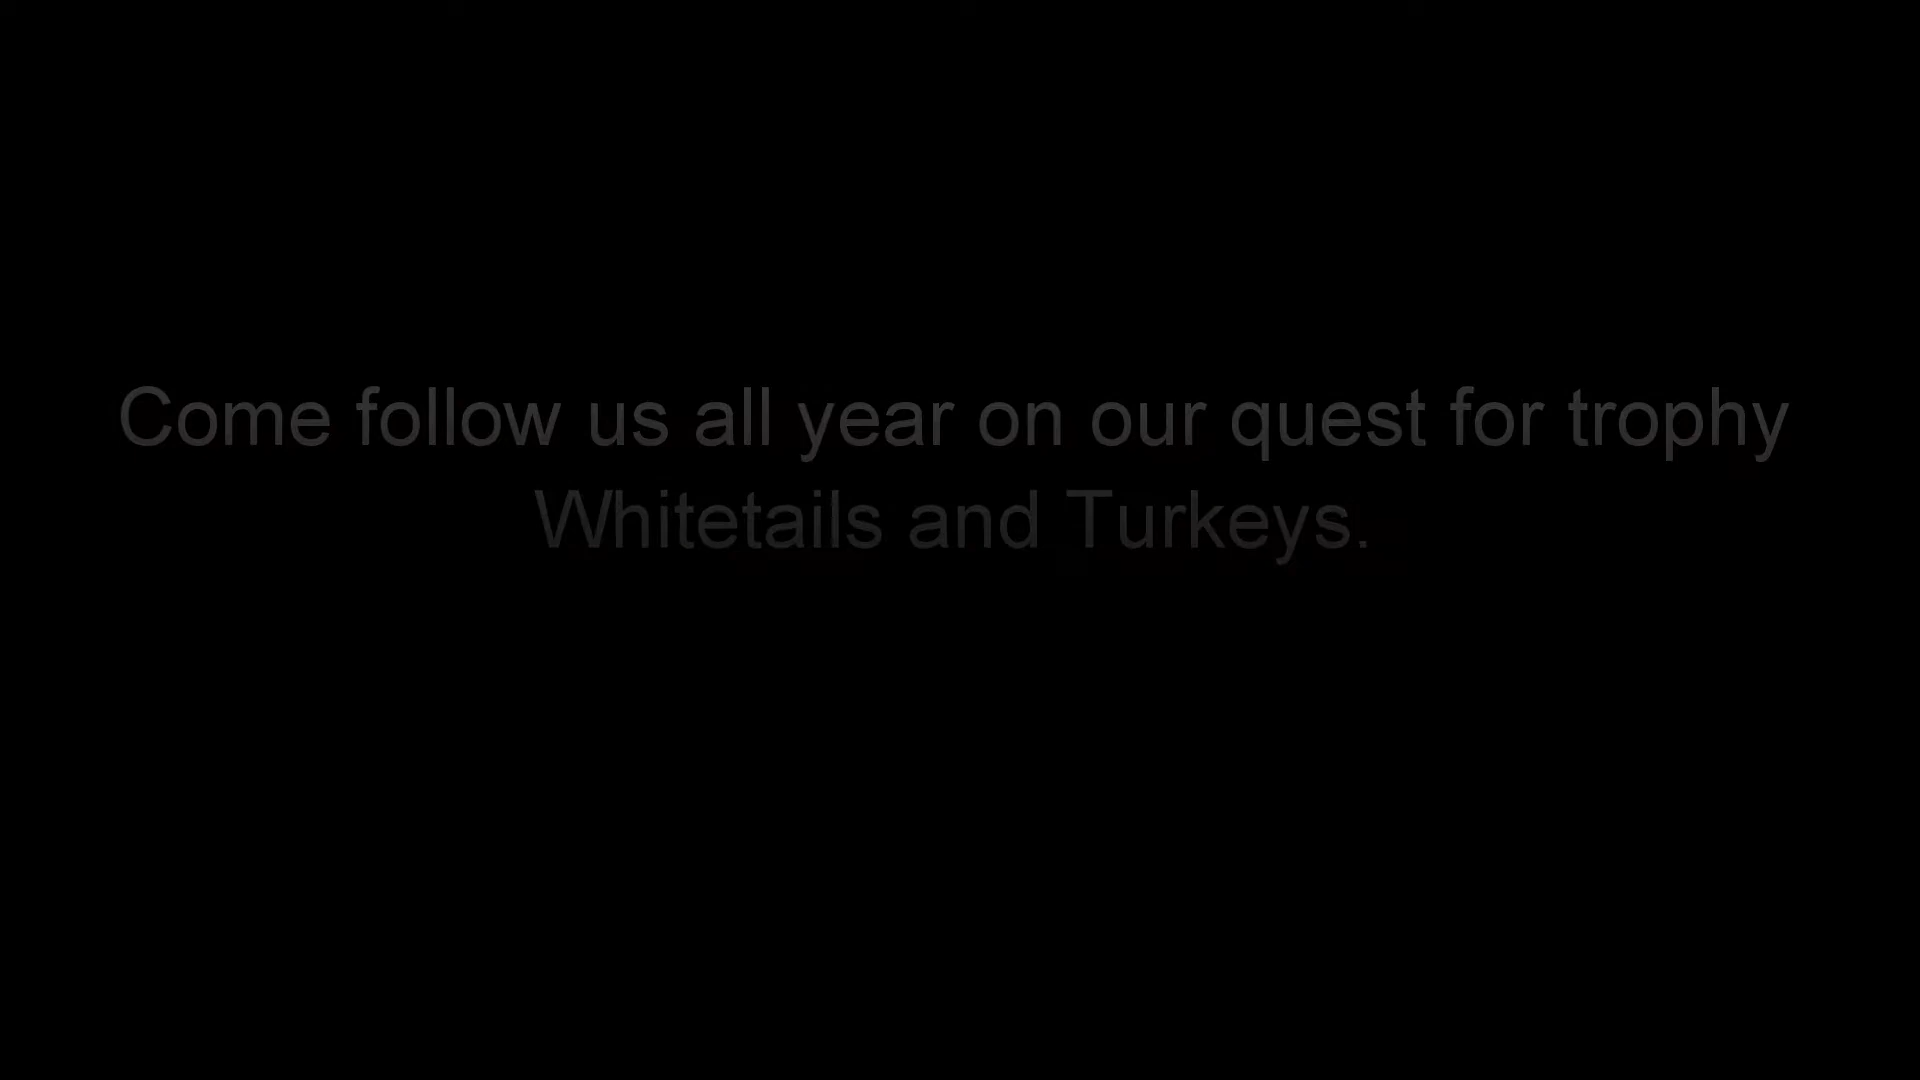 Come follow us all year on our quest for trophy
Whitetails and Turkeys.